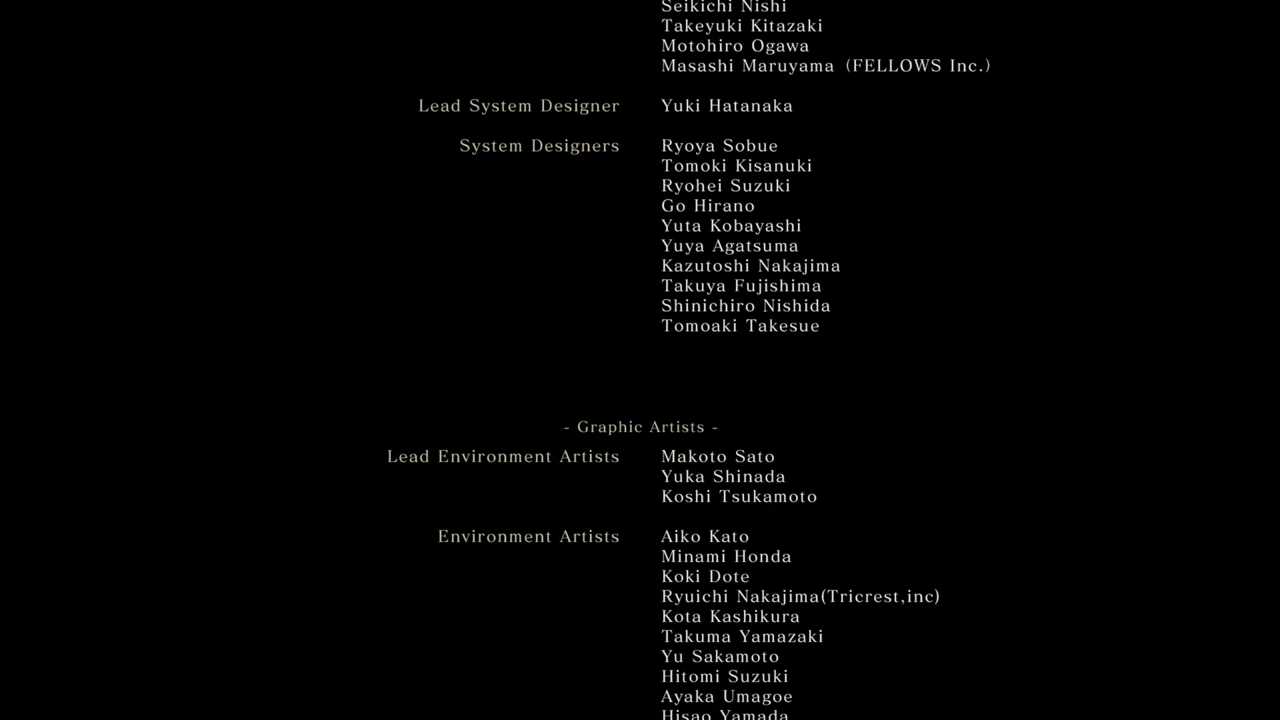 Seikichi Nishi
Takeyuki Kitazaki
Motohiro Ogawa
Masashi Maruyama (FELLOWS Inc.)
Lead System Designer Yuki Hatanaka
System Designers Ryoya Sobue
Tomoki Kisanuki
Ryohei Suzuki
Go Hirano
Yuta Kobayashi
Yuya Agatsuma
Kazutoshi Nakajima
Takuya Fujishima
Shinichiro Nishida
Tomoaki Takesue
- Graphic Artists -
Lead Environment Artists Makoto Sato
Yuka Shinada
Koshi Tsukamoto
Environment Artists Aiko Kato
Minami Honda
Koki Dote
Ryuichi Nakajima(Tricrest,inc)
Kota Kashikura
Takuma Yamazaki
Yu Sakamoto
Hitomi Suzuki
Ayaka Umagoe
Hisao Yamada